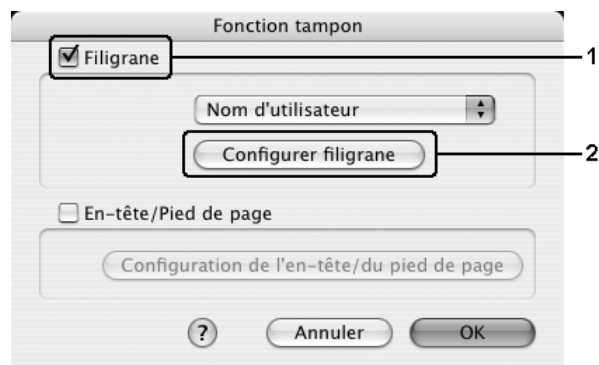 Fonction tampon
Filigrane
1
Nom d'utilisateur
Configurer filigrane
2
En-tête/Pied de page
Configuration de l'en-tête/du pied de page
?
Annuler
OK